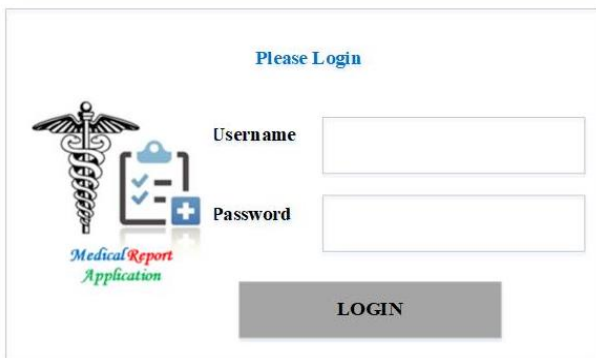 Please Login
Username
Password
Medical Report
Application
LOGIN